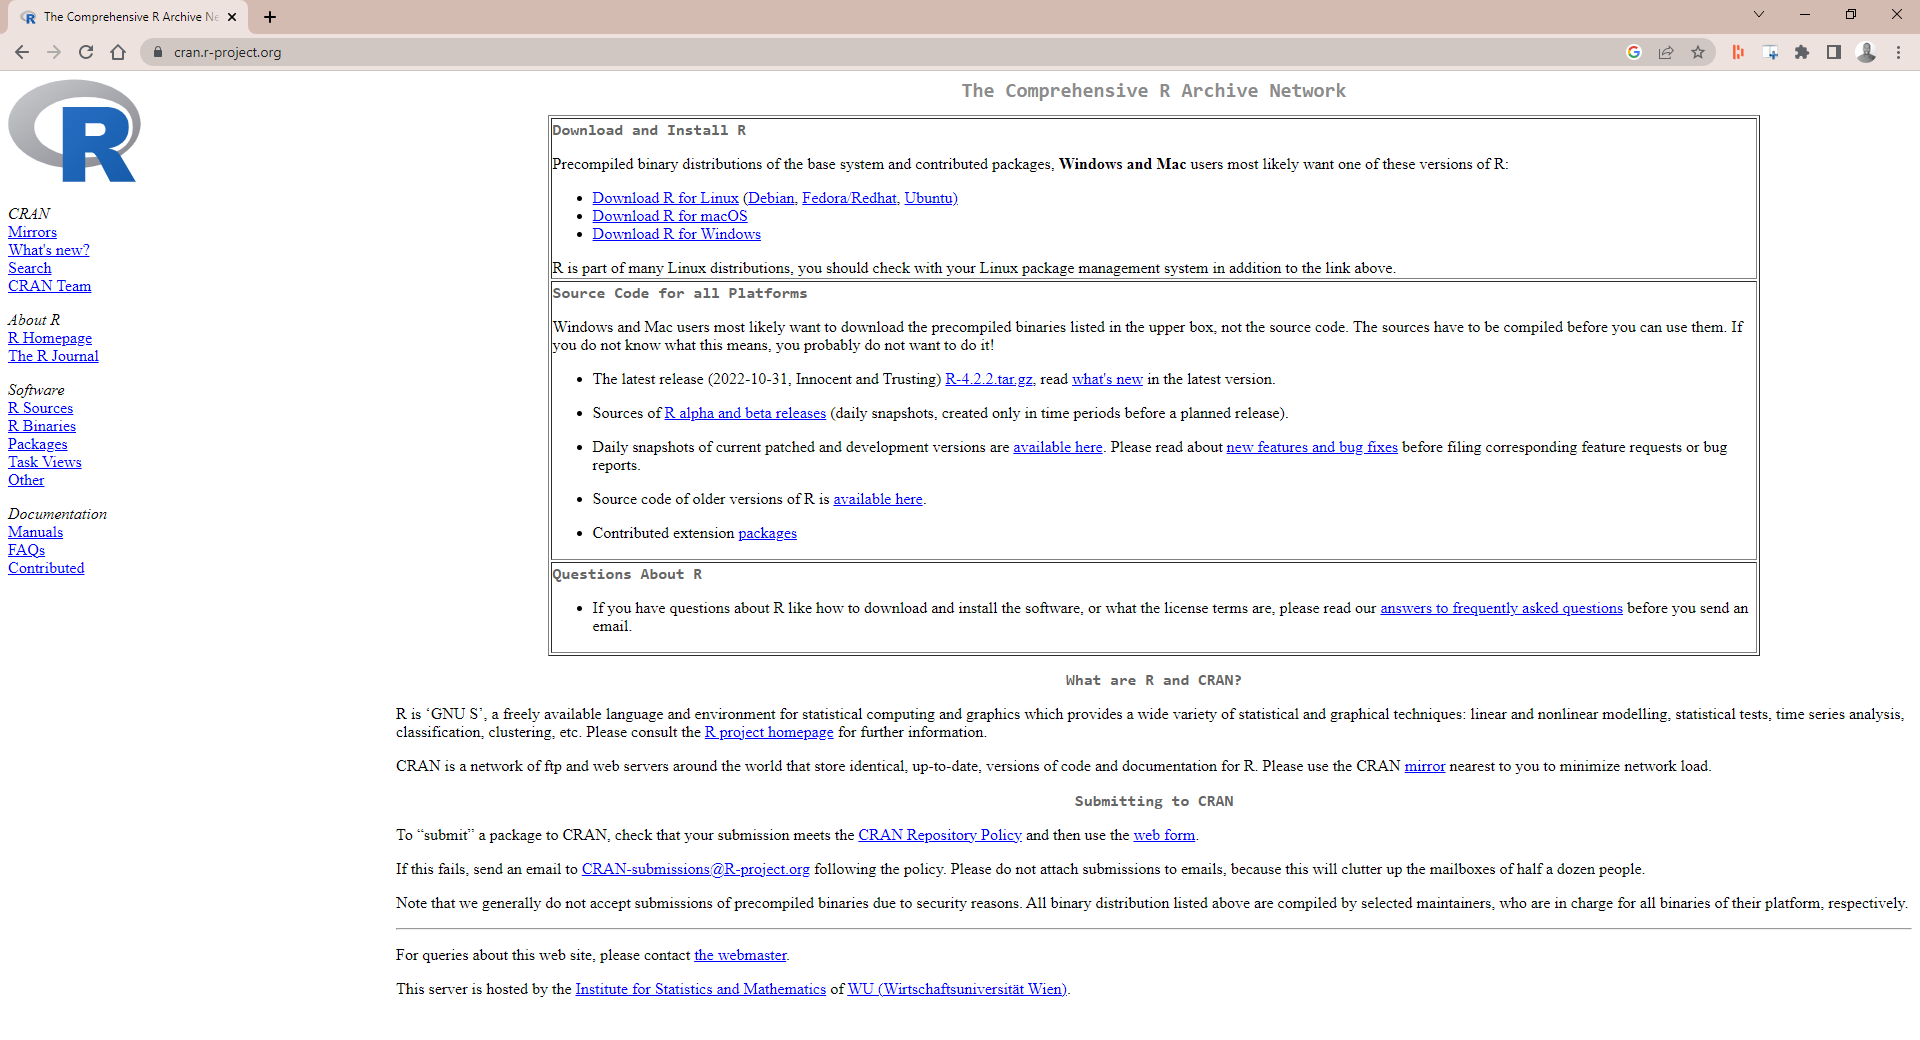 The Comprehensive R Archive Ne
cran.r-project.org
R
CRAN
Mirrors
What's new?
Search
CRAN Team
About R
R Homepage
The R Journal
Software
R Sources
R Binaries
Packages
Task Views
Other
Documentation
Manuals
FAQs
Contributed
The Comprehensive R Archive Network
Download and Install R
Precompiled binary distributions of the base system and contributed packages, Windows and Mac users most likely want one of these versions of R:
• Download R for Linux (Debian, Fedora/Redhat, Ubuntu)
• Download R for macOS
• Download R for Windows
R is part of many Linux distributions, you should check with your Linux package management system in addition to the link above.
Source Code for all Platforms
Windows and Mac users most likely want to download the precompiled binaries listed in the upper box, not the source code. The sources have to be compiled before you can use them. If
you do not know what this means, you probably do not want to do it!
• The latest release (2022-10-31, Innocent and Trusting) R-4.2.2.tar.gz, read what's new in the latest version.
• Sources of R alpha and beta releases (daily snapshots, created only in time periods before a planned release).
• Daily snapshots of current patched and development versions are available here. Please read about new features and bug fixes before filing corresponding feature requests or bug
reports.
• Source code of older versions of R is available here.
• Contributed extension packages
Questions About R
• If you have questions about R like how to download and install the software, or what the license terms are, please read our answers to frequently asked questions before you send an
email.
What are R and CRAN?
R is ‘GNU S’, a freely available language and environment for statistical computing and graphics which provides a wide variety of statistical and graphical techniques: linear and nonlinear modelling, statistical tests, time series analysis,
classification, clustering, etc. Please consult the R project homepage for further information.
CRAN is a network of ftp and web servers around the world that store identical, up-to-date, versions of code and documentation for R. Please use the CRAN mirror nearest to you to minimize network load.
Submitting to CRAN
To “submit” a package to CRAN, check that your submission meets the CRAN Repository Policy and then use the web form.
If this fails, send an email to CRAN-submissions@R-project.org following the policy. Please do not attach submissions to emails, because this will clutter up the mailboxes of half a dozen people.
Note that we generally do not accept submissions of precompiled binaries due to security reasons. All binary distribution listed above are compiled by selected maintainers, who are in charge for all binaries of their platform, respectively.
For queries about this web site, please contact the webmaster.
This server is hosted by the Institute for Statistics and Mathematics of WU (Wirtschaftsuniversität Wien).